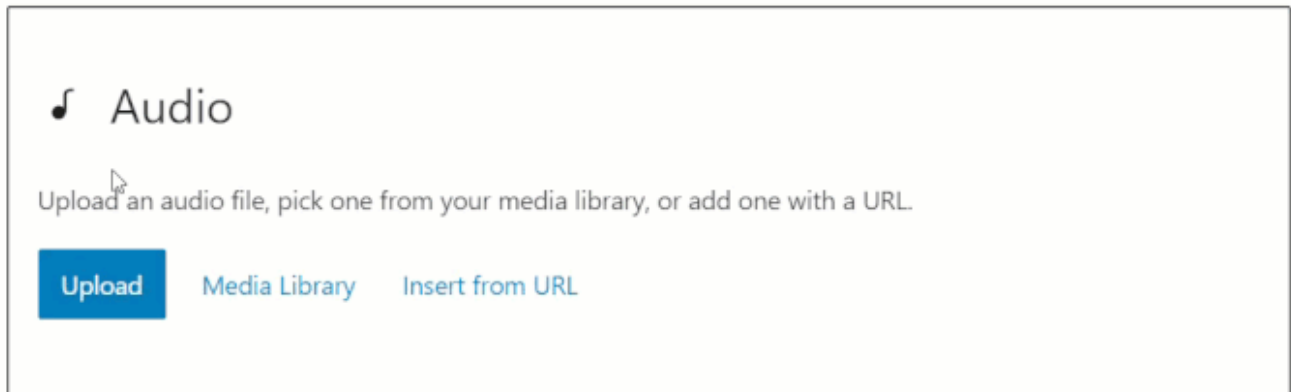 Audio
Upload an audio file, pick one from your media library, or add one with a URL.
Upload Media Library Insert from URL